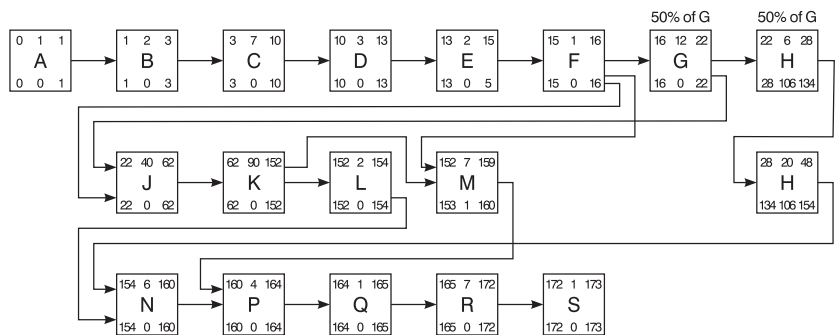 50% of G 50% of G
0 1 1 1 2 3 3 7 10 10 3 13 13 2 15 15 1 16 16 12 22 22 6 28
A B C D E F G H
0 0 1 1 0 3 3 0 10 10 0 13 13 0 5 15 0 16 16 0 22 28 106 134
22 40 62 62 90 152 152 2 154 152 7 159 28 20 48
J K L M H
22 0 62 62 0 152 152 0 154 153 1 160 134 106 154
154 6 160 160 4 164 164 1 165 165 7 172 172 1 173
N P Q R S
154 0 160 160 0 164 164 0 165 165 0 172 172 0 173